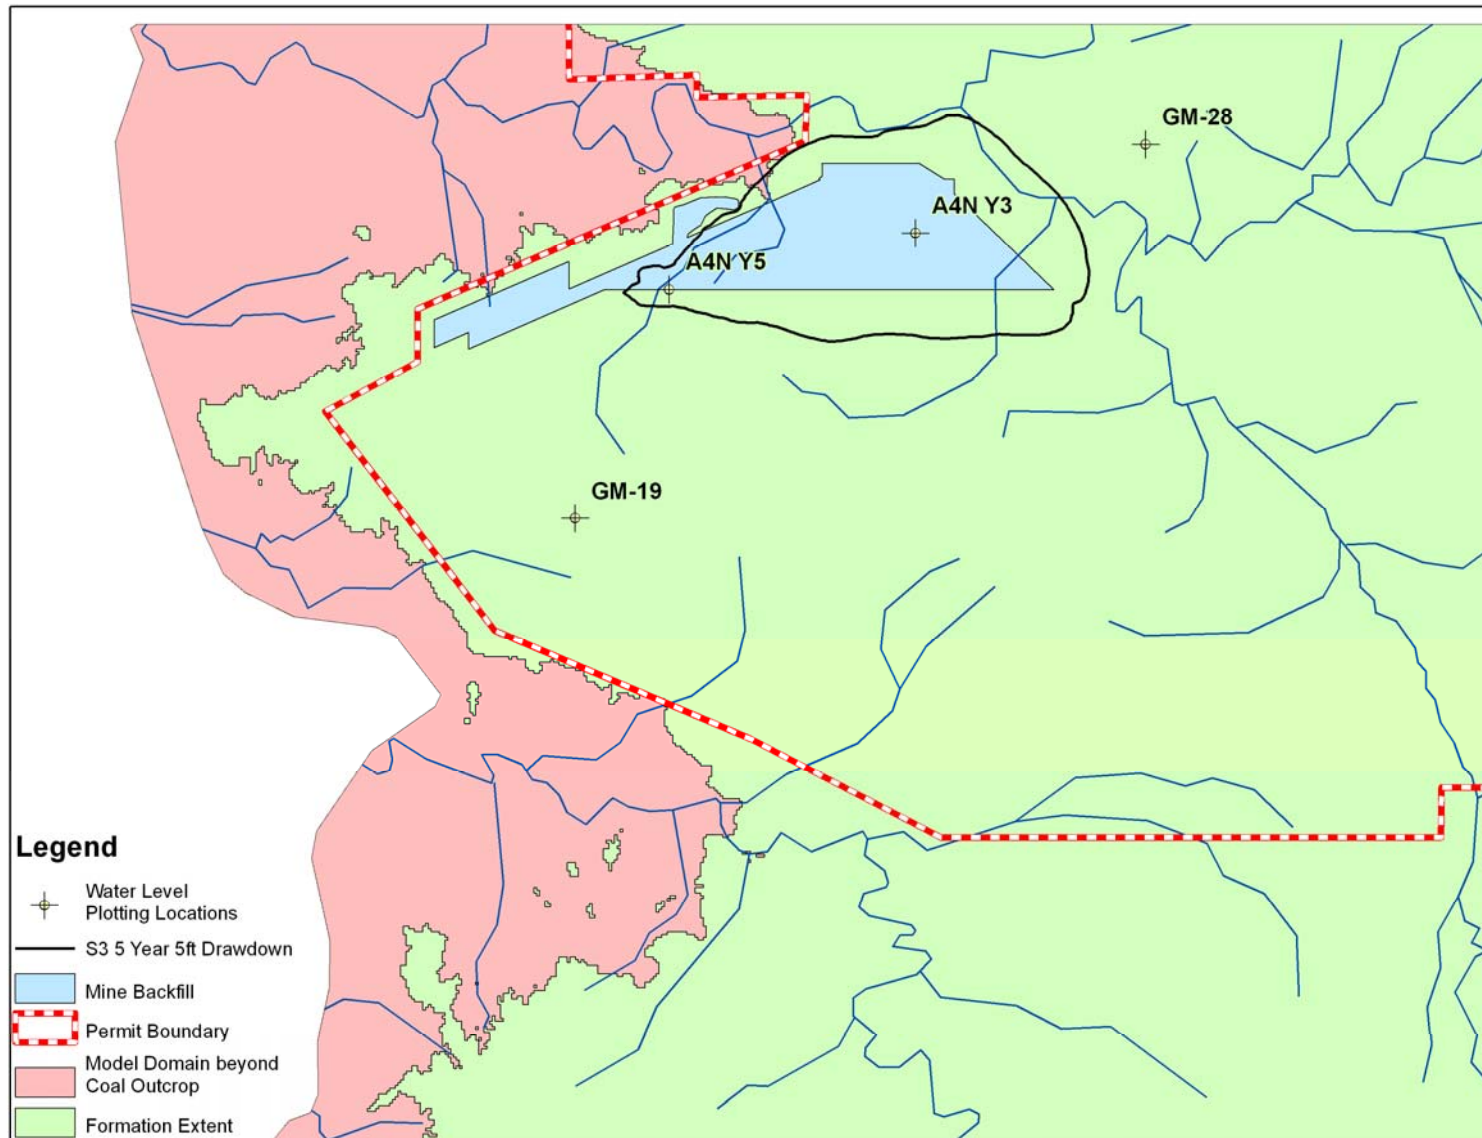 GM-28
A4N Y3
A4N Y5
GM-19
Legend
Water Level
Plotting Locations
S3 5 Year 5ft Drawdown
Mine Backfill
Permit Boundary
Model Domain beyond
Coal Outcrop
Formation Extent